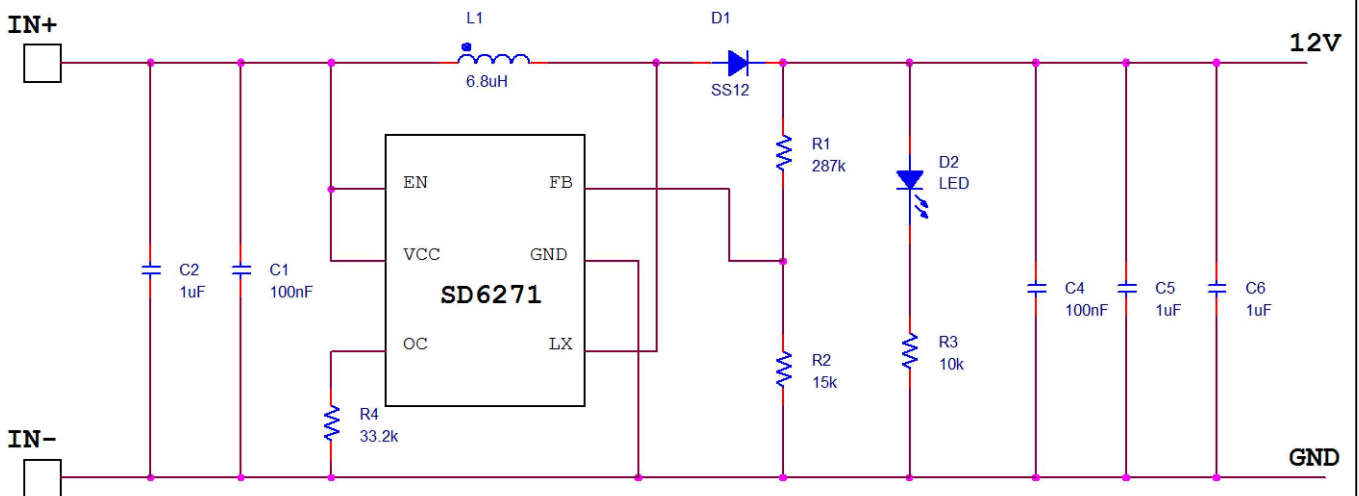 IN+
L1
6.8uH
D1
SS12
12V
EN
FB
VCC
GND
SD6271
OC
LX
R1
287k
D2
LED
C2
1uF
C1
100nF
C4
100nF
C5
1uF
C6
1uF
R2
15k
R3
10k
R4
33.2k
IN-
GND